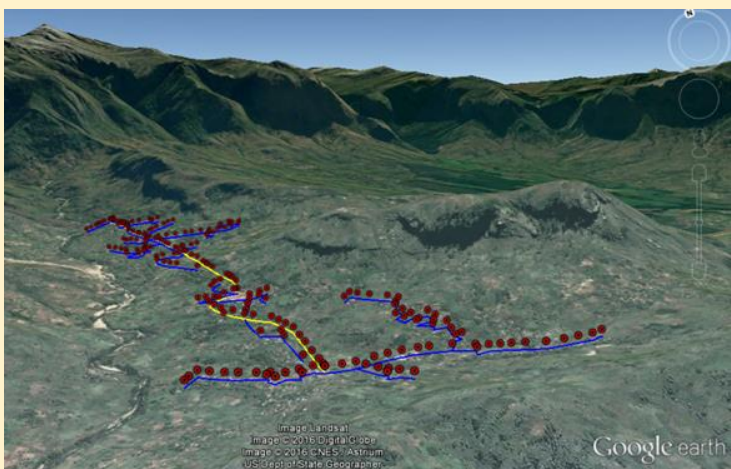 N
Image Landsat
Image © 2016 DigitalGlobe
Image © 2016 CNES / Astrium
US Dept of State Geographer
Google earth